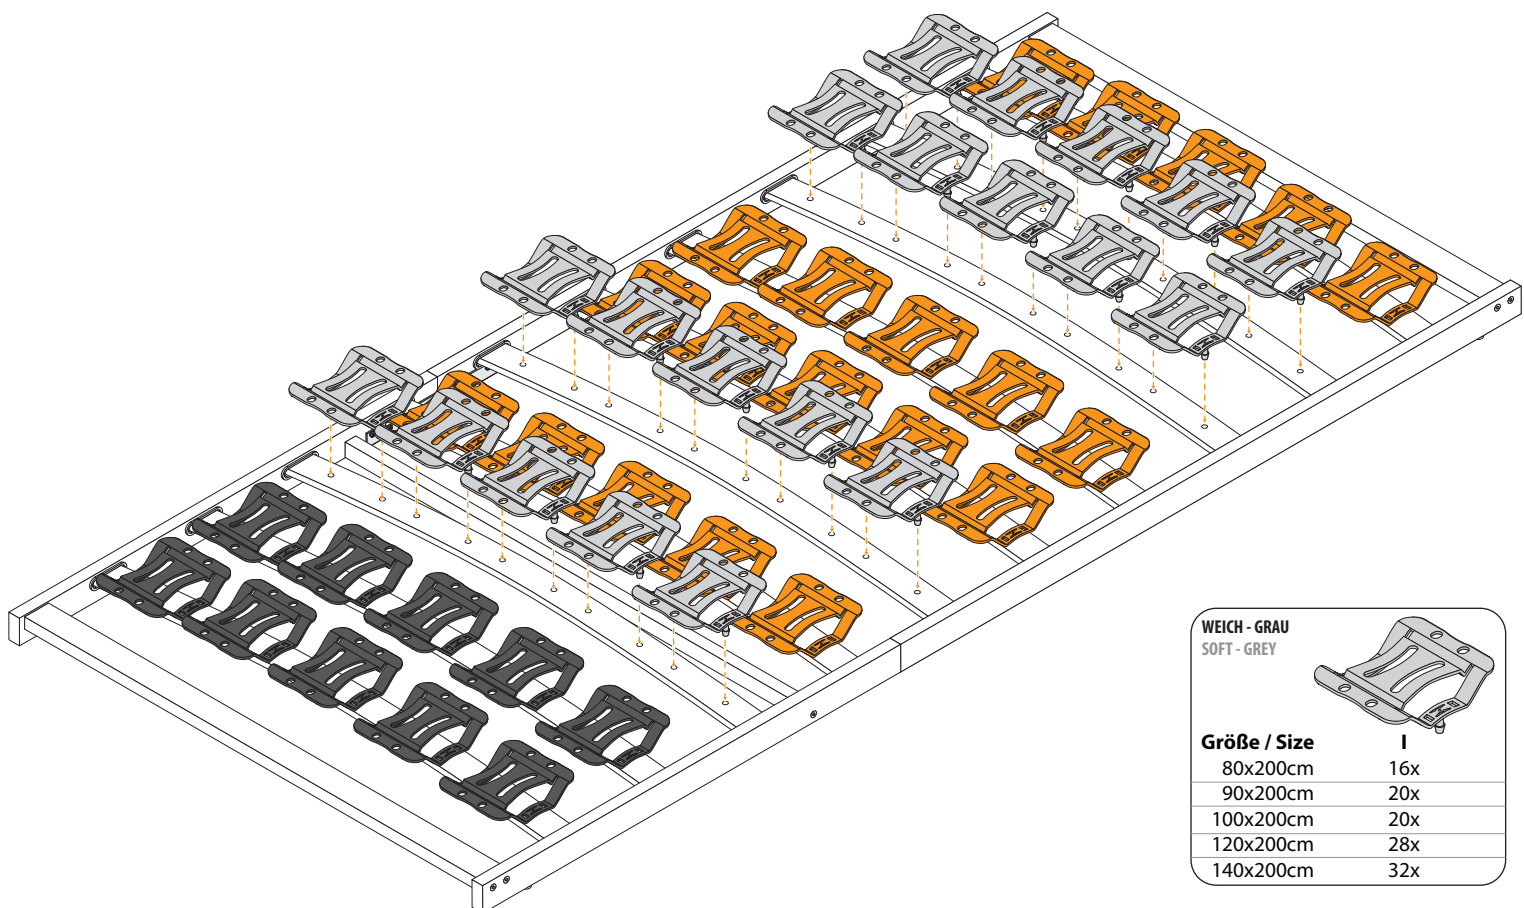 WEICH - GRAU
SOFT - GREY
Größe / Size I
80x200cm 16x
90x200cm 20x
100x200cm 20x
120x200cm 28x
140x200cm 32x